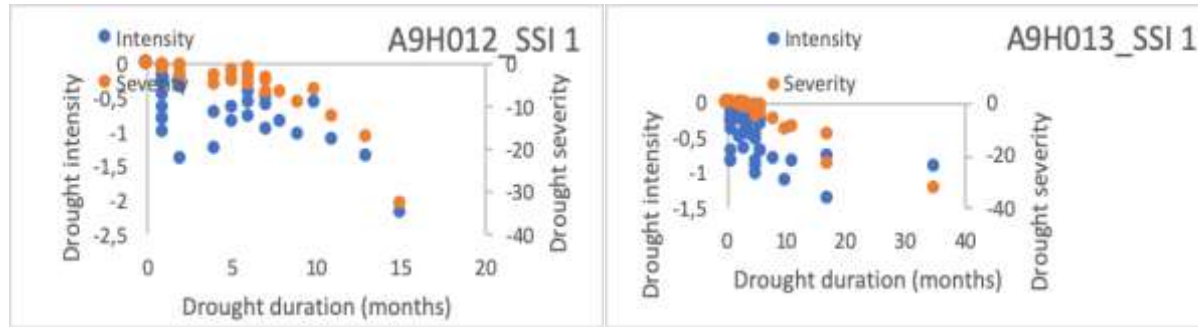 A9H012_SSI 1
Intensity
Severity
Drought intensity
0
-0,5
-1
-1,5
-2
-2,5
0
-10
-20
-30
-40
Drought severity
0
5
10
15
20
Drought duration (months)
A9H013_SSI 1
Intensity
Severity
Drought intensity
0
-0,5
-1
-1,5
0
-20
-40
Drought severity
0
10
20
30
40
Drought duration (months)